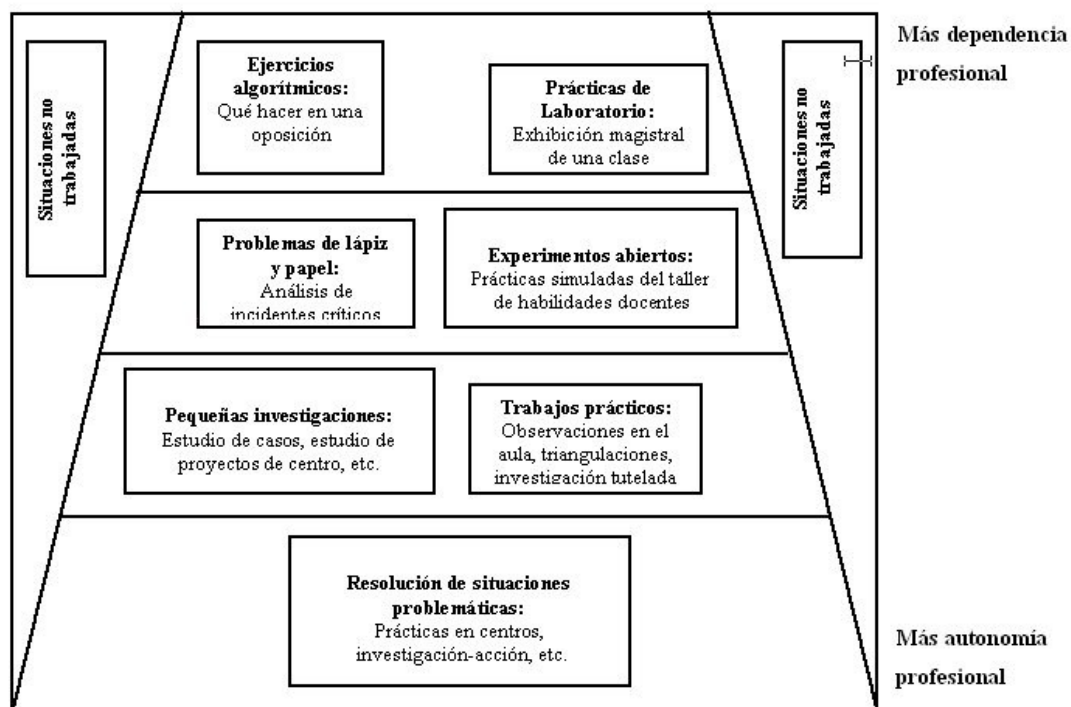 Más dependencia
profesional
Situaciones no
trabajadas
Ejercicios
algorítmicos:
Qué hacer en una
oposición
Prácticas de
Laboratorio:
Exhibición magistral
de una clase
Situaciones no
trabajadas
Problemas de lápiz
y papel:
Análisis de
incidentes críticos
Experimentos abiertos:
Prácticas simuladas del taller
de habilidades docentes
Pequeñas investigaciones:
Estudio de casos, estudio de
proyectos de centro, etc.
Trabajos prácticos:
Observaciones en el
aula, triangulaciones,
investigación tutelada
Resolución de situaciones
problemáticas:
Prácticas en centros,
investigación-acción, etc.
Más autonomía
profesional